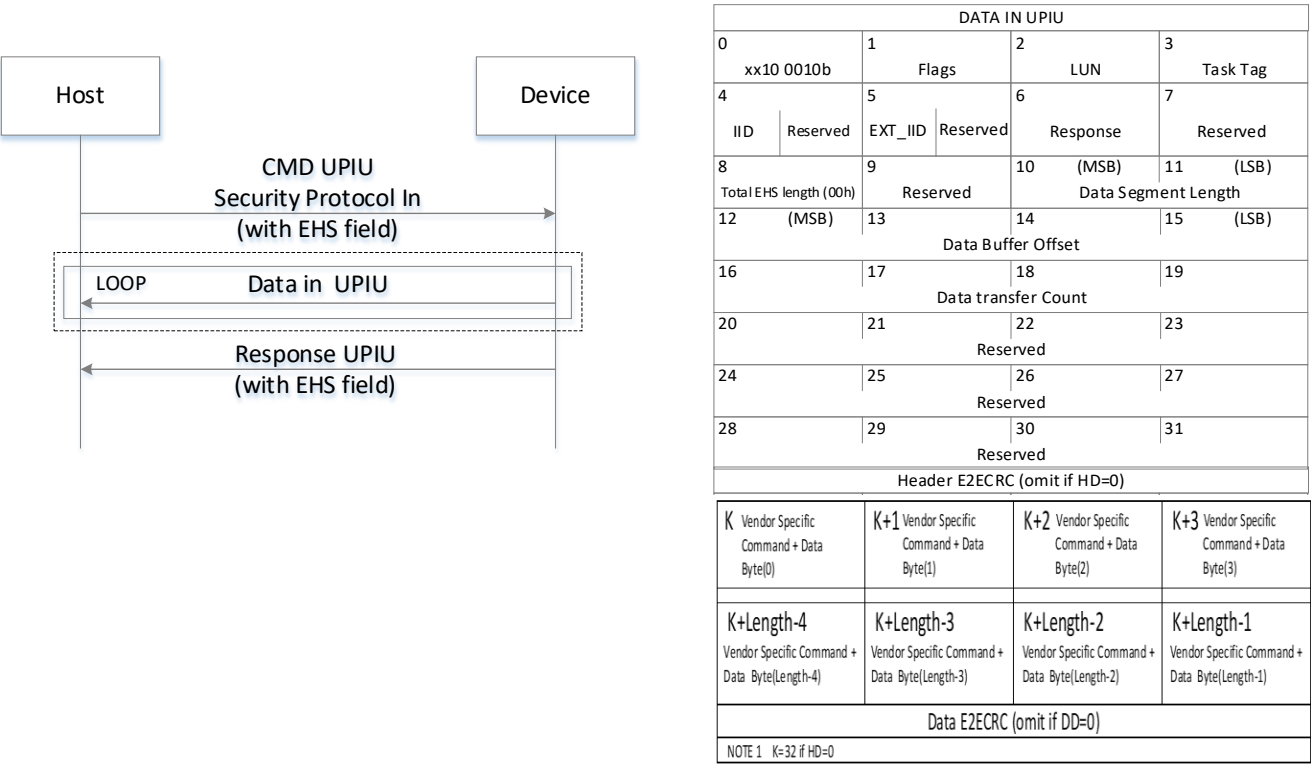 Host
Device
CMD UPIU
Security Protocol In
(with EHS field)
LOOP
Data in UPIU
Response UPIU
(with EHS field)
DATA IN UPIU
0 1 2 3
xx10 0010b Flags LUN Task Tag
4 5 6 7
IID Reserved EXT_IID Reserved Response Reserved
8 9 10 (MSB) 11 (LSB)
Total EHS length (00h) Reserved Data Segment Length
12 (MSB) 13 14 15 (LSB)
Data Buffer Offset
16 17 18 19
Data transfer Count
20 21 22 23
Reserved
24 25 26 27
Reserved
28 29 30 31
Reserved
Header E2ECRC (omit if HD=0)
K Vendor Specific K+1 Vendor Specific K+2 Vendor Specific K+3 Vendor Specific
Command + Data Command + Data Command + Data Command + Data
Byte(0) Byte(1) Byte(2) Byte(3)
K+Length-4 K+Length-3 K+Length-2 K+Length-1
Vendor Specific Command + Vendor Specific Command + Vendor Specific Command + Vendor Specific Command +
Data Byte(Length-4) Data Byte(Length-3) Data Byte(Length-2) Data Byte(Length-1)
Data E2ECRC (omit if DD=0)
NOTE 1 K=32 if HD=0